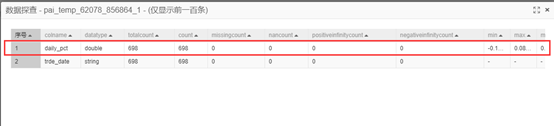 数据探查 - pai_temp_62078_856864_1 - (仅显示前一百条)
序号 colname datatype totalcount count missingcount nancount positiveinfinitycount negativeinfinitycount min max m
1 daily_pct double 698 698 0 0 0 0 -0.1... 0.08... 0.
2 trde_date string 698 698 0 0 0 0 - - -